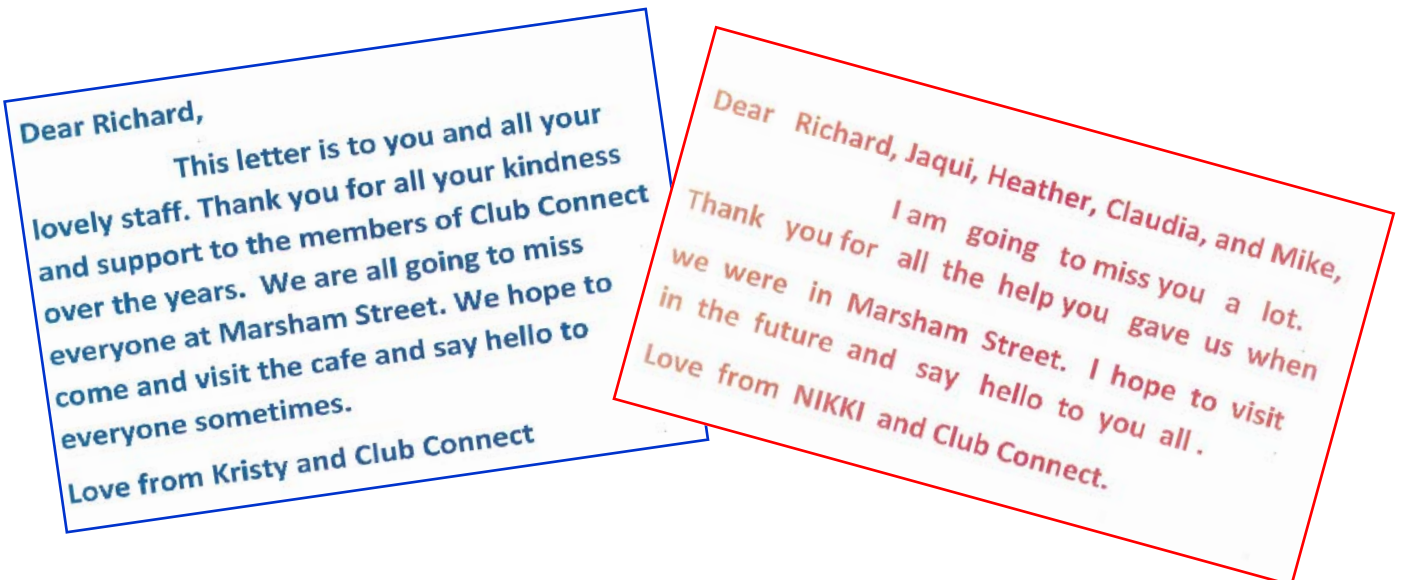 Dear Richard,
This letter is to you and all your
lovely staff. Thank you for all your kindness
and support to the members of Club Connect
over the years.  We are all going to miss
everyone at Marsham Street. We hope to
come and visit the cafe and say hello to
everyone sometimes.
Love from Kristy and Club Connect
Dear Richard, Jaqui, Heather, Claudia, and Mike,
I am going to miss you a lot.
Thank you for all the help you gave us when
we were in Marsham Street. I hope to visit
in the future and say hello to you all .
Love from NIKKI and Club Connect.